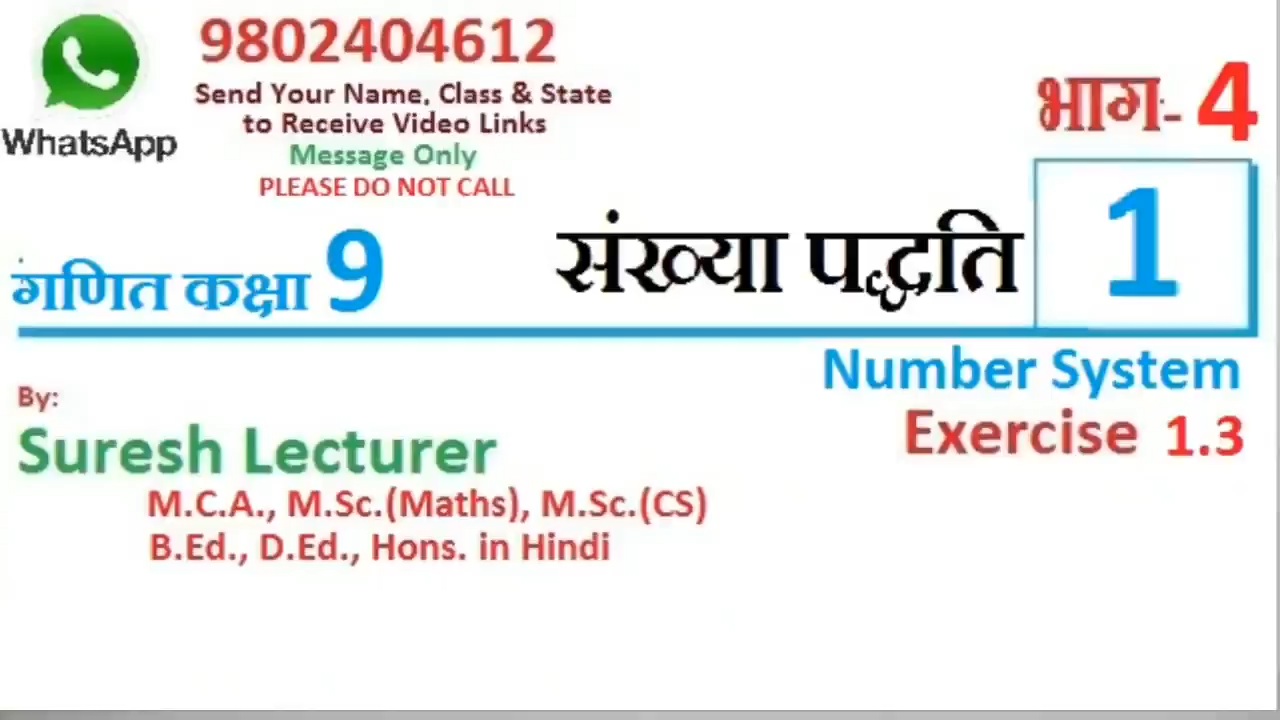 9802404612
Send Your Name, Class & State
to Receive Video Links
Message Only
PLEASE DO NOT CALL
WhatsApp
भाग:- 4
गंणित कक्षा 9
संख्या पद्धति 1
Number System
Exercise 1.3
By:
Suresh Lecturer
M.C.A., M.Sc.(Maths), M.Sc.(CS)
B.Ed., D.Ed., Hons. in Hindi